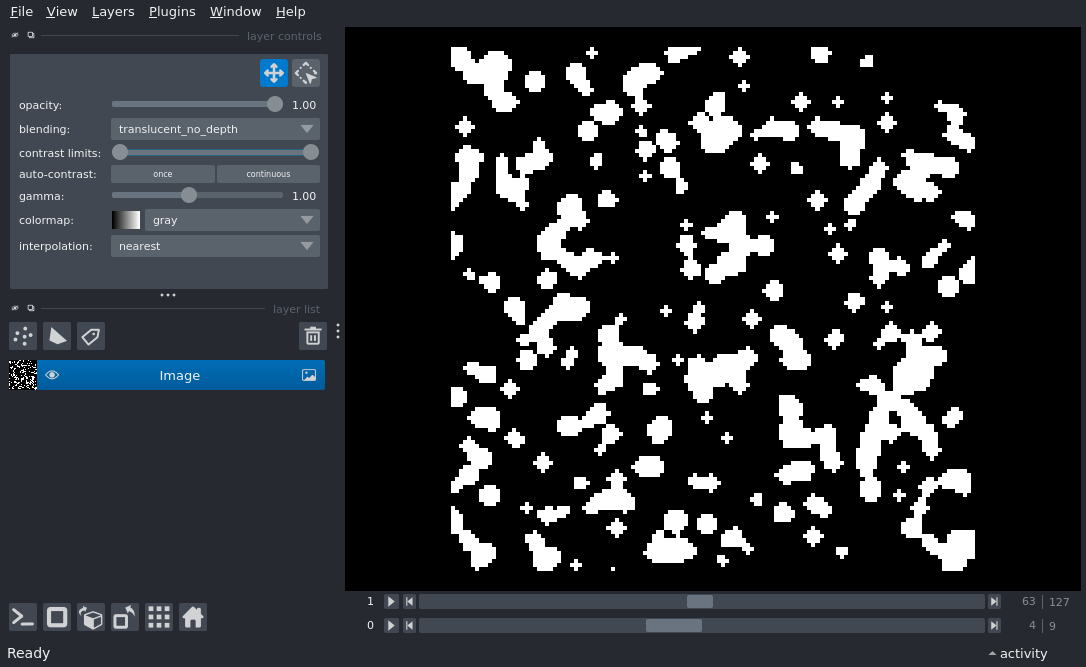 File View Layers Plugins Window Help
layer controls
opacity: 1.00
blending: translucent_no_depth
contrast limits:
auto-contrast: once continuous
gamma: 1.00
colormap: gray
interpolation: nearest
layer list
Image
1 63 127
0 4 9
Ready activity